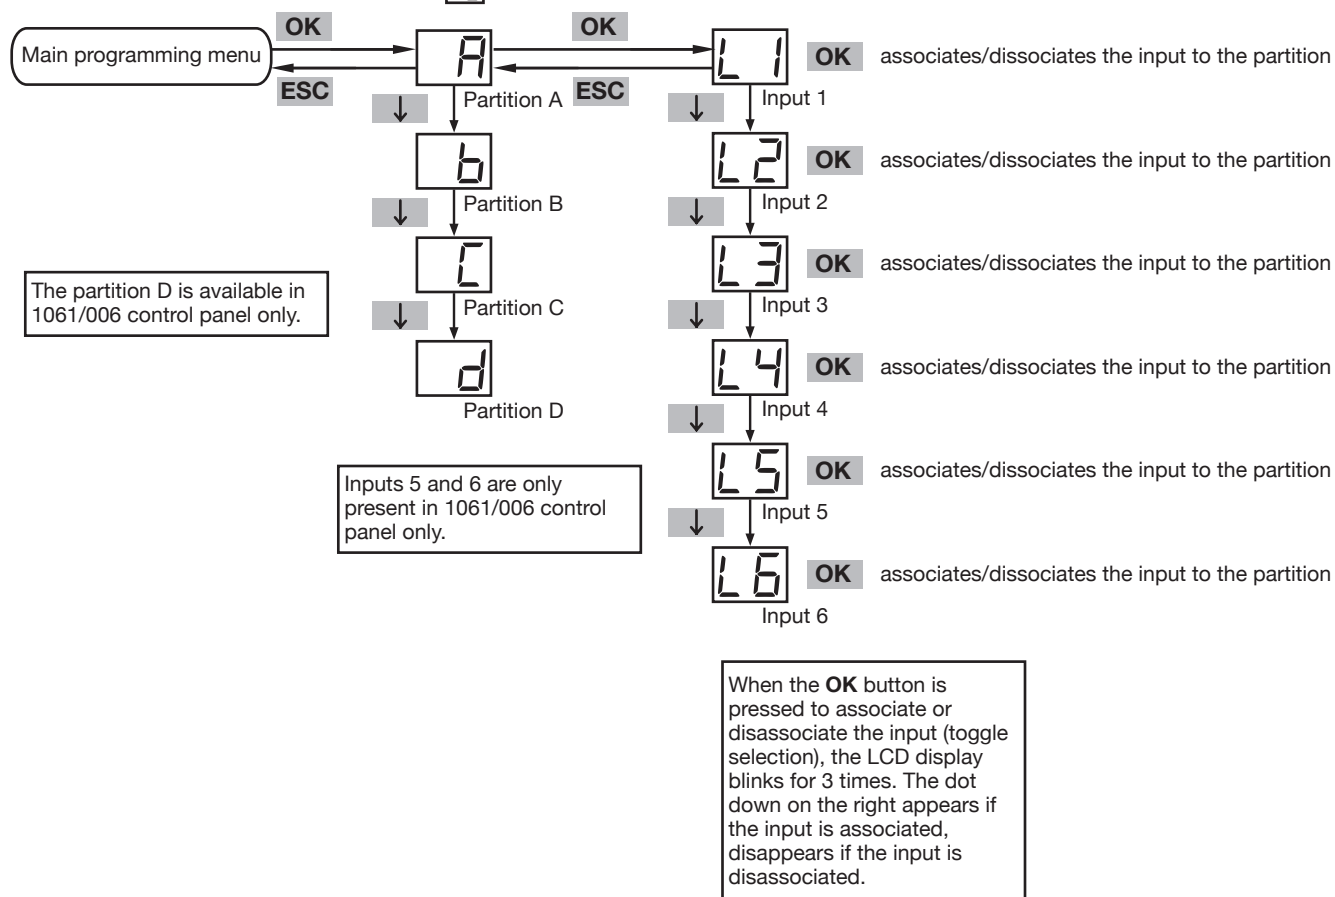 OK
OK
Main programming menu
A
L1
OK associates/dissociates the input to the partition
ESC
Partition A
ESC
Input 1
↓
↓
b
L2
OK associates/dissociates the input to the partition
Partition B
Input 2
↓
↓
C
L3
OK associates/dissociates the input to the partition
The partition D is available in
1061/006 control panel only.
Partition C
Input 3
↓
↓
d
L4
OK associates/dissociates the input to the partition
Partition D
Input 4
↓
L5
OK associates/dissociates the input to the partition
Inputs 5 and 6 are only
present in 1061/006 control
panel only.
Input 5
↓
L6
OK associates/dissociates the input to the partition
Input 6
When the OK button is
pressed to associate or
disassociate the input (toggle
selection), the LCD display
blinks for 3 times. The dot
down on the right appears if
the input is associated,
disappears if the input is
disassociated.